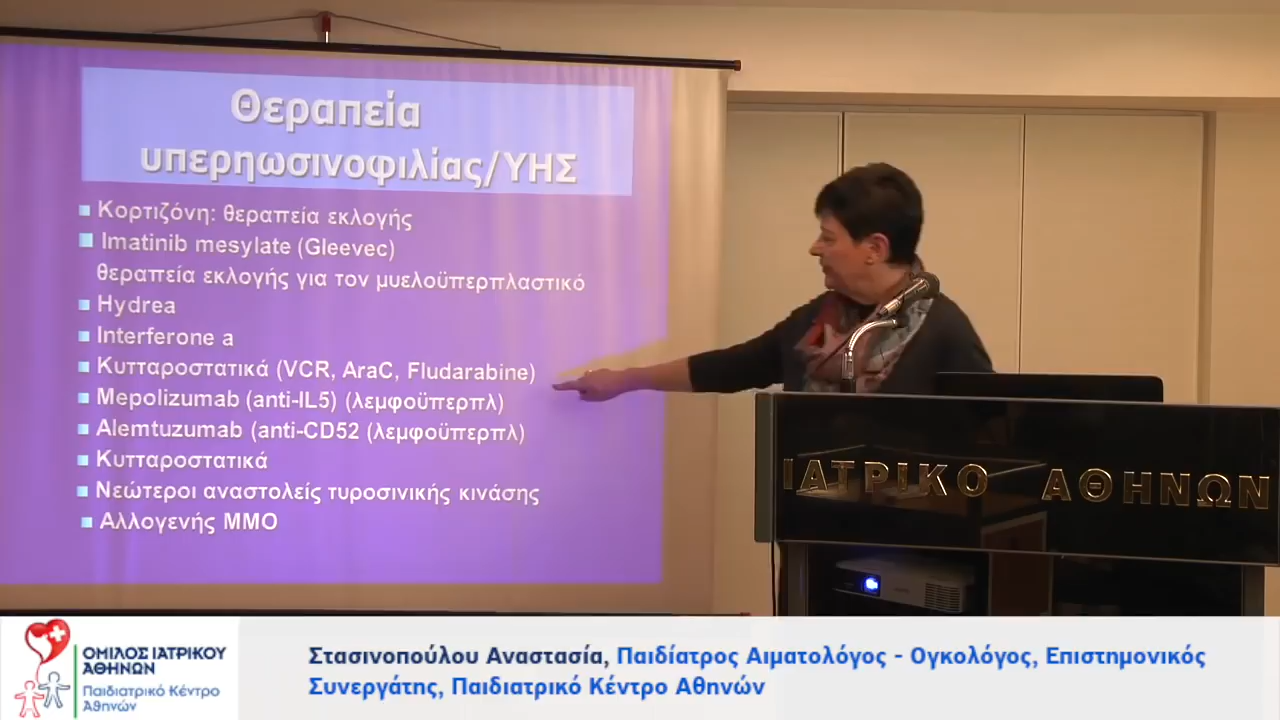 Θεραπεία
υπερηωσινοφιλίας/ΥΗΣ
Κορτιζόνη: θεραπεία εκλογής
Imatinib mesylate (Gleevec)
θεραπεία εκλογής για τον μυελοϋπερπλαστικό
Hydrea
Interferone a
Κυτταροστατικά (VCR, AraC, Fludarabine)
Mepolizumab (anti-IL5) (λεμφοϋπερπλ)
Alemtuzumab (anti-CD52 (λεμφοϋπερπλ)
Κυτταροστατικά
Νεώτεροι αναστολείς τυροσινικής κινάσης
Αλλογενής ΜΜΟ
ΙΑΤΡΙΚΟ ΑΘΗΝΩΝ
ΟΜΙΛΟΣ ΙΑΤΡΙΚΟΥ
ΑΘΗΝΩΝ
Παιδιατρικό Κέντρο
Αθηνών
Στασινοπούλου Αναστασία, Παιδίατρος Αιματολόγος - Ογκολόγος, Επιστημονικός
Συνεργάτης, Παιδιατρικό Κέντρο Αθηνών